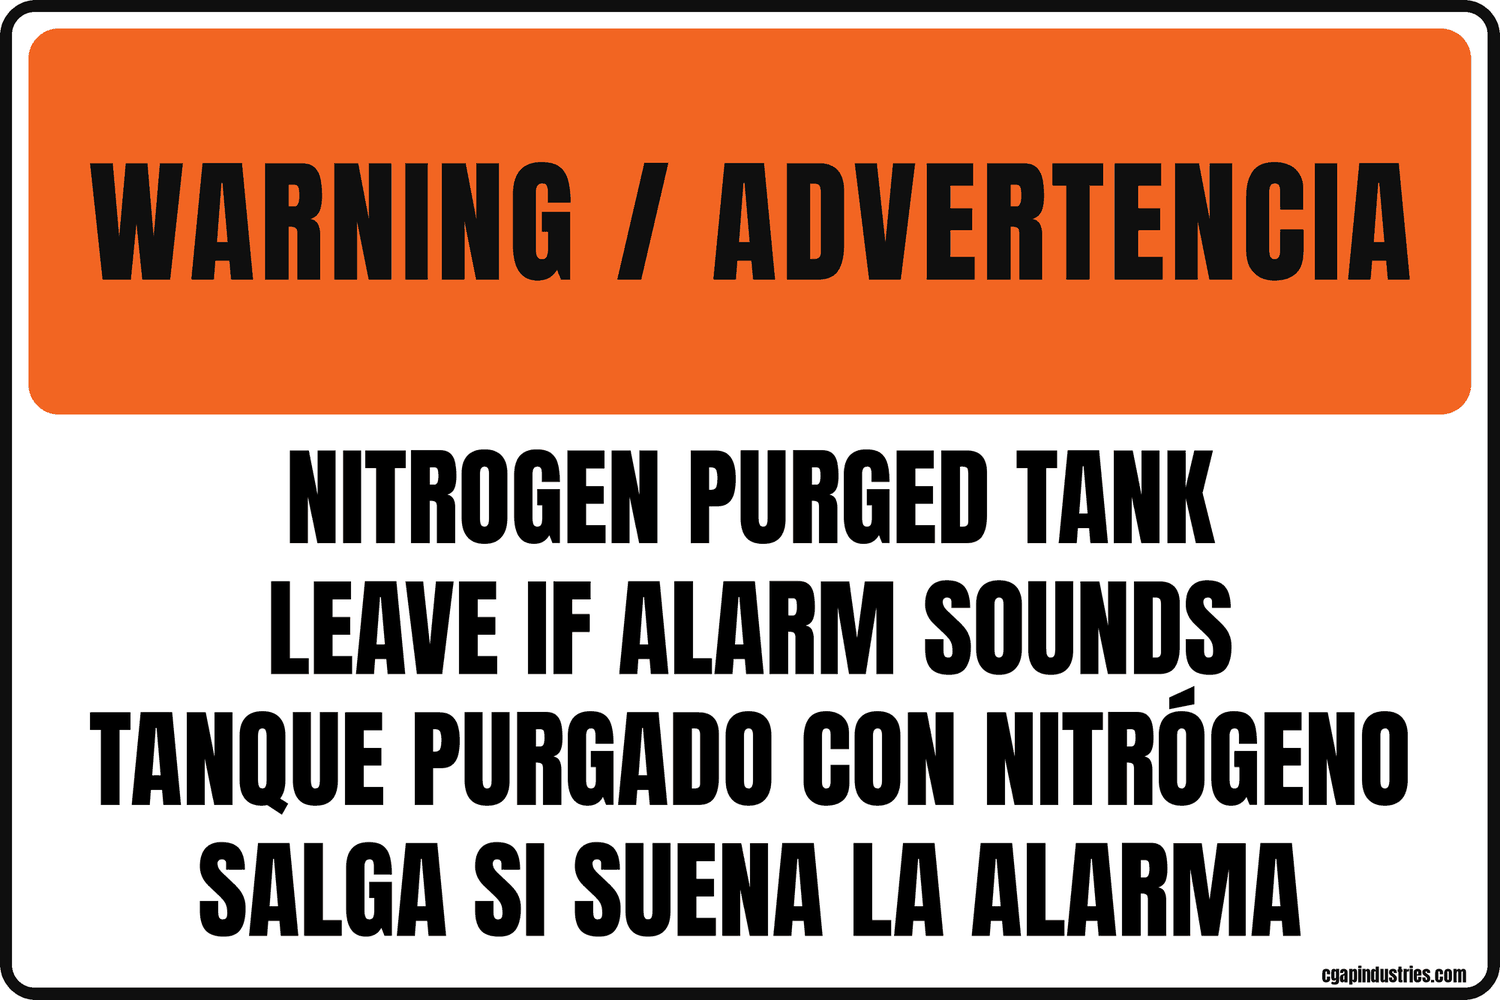 WARNING / ADVERTENCIA
NITROGEN PURGED TANK
LEAVE IF ALARM SOUNDS
TANQUE PURGADO CON NITRÓGENO
SALGA SI SUENA LA ALARMA
cgapindustries.com